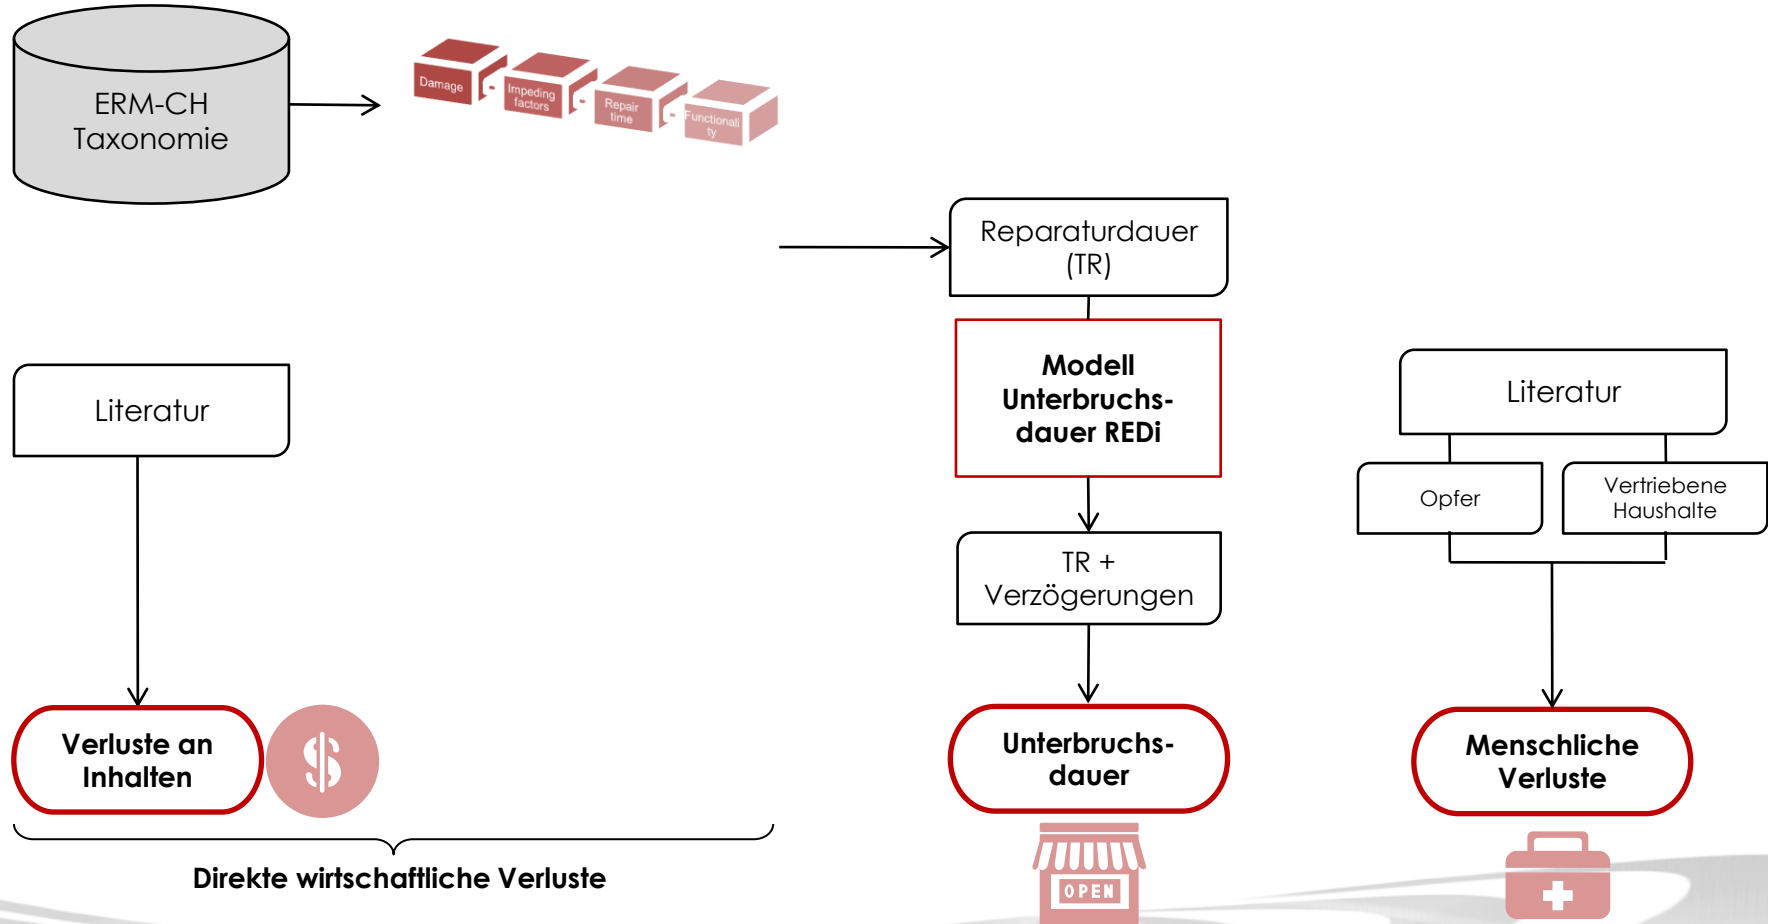 ERM-CH
Taxonomie
Damage
Impeding
factors
Repair
time
Functionali
ty
Reparaturdauer
(TR)
Modell
Unterbruchs-
dauer REDi
TR +
Verzögerungen
Literatur
Literatur
Opfer
Vertriebene
Haushalte
Verluste an
Inhalten
$
Unterbruchs-
dauer
Menschliche
Verluste
Direkte wirtschaftliche Verluste
OPEN